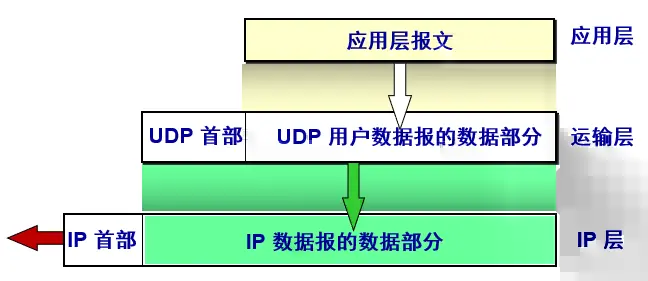 应用层报文
应用层
UDP 首部
UDP 用户数据报的数据部分
运输层
IP 首部
IP 数据报的数据部分
IP 层